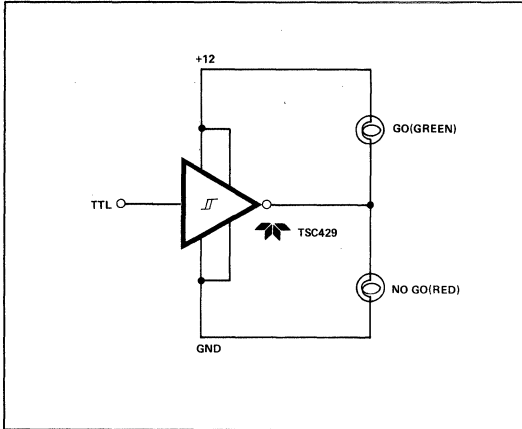 +12
GO(GREEN)
TTL
TSC429
NO GO(RED)
GND